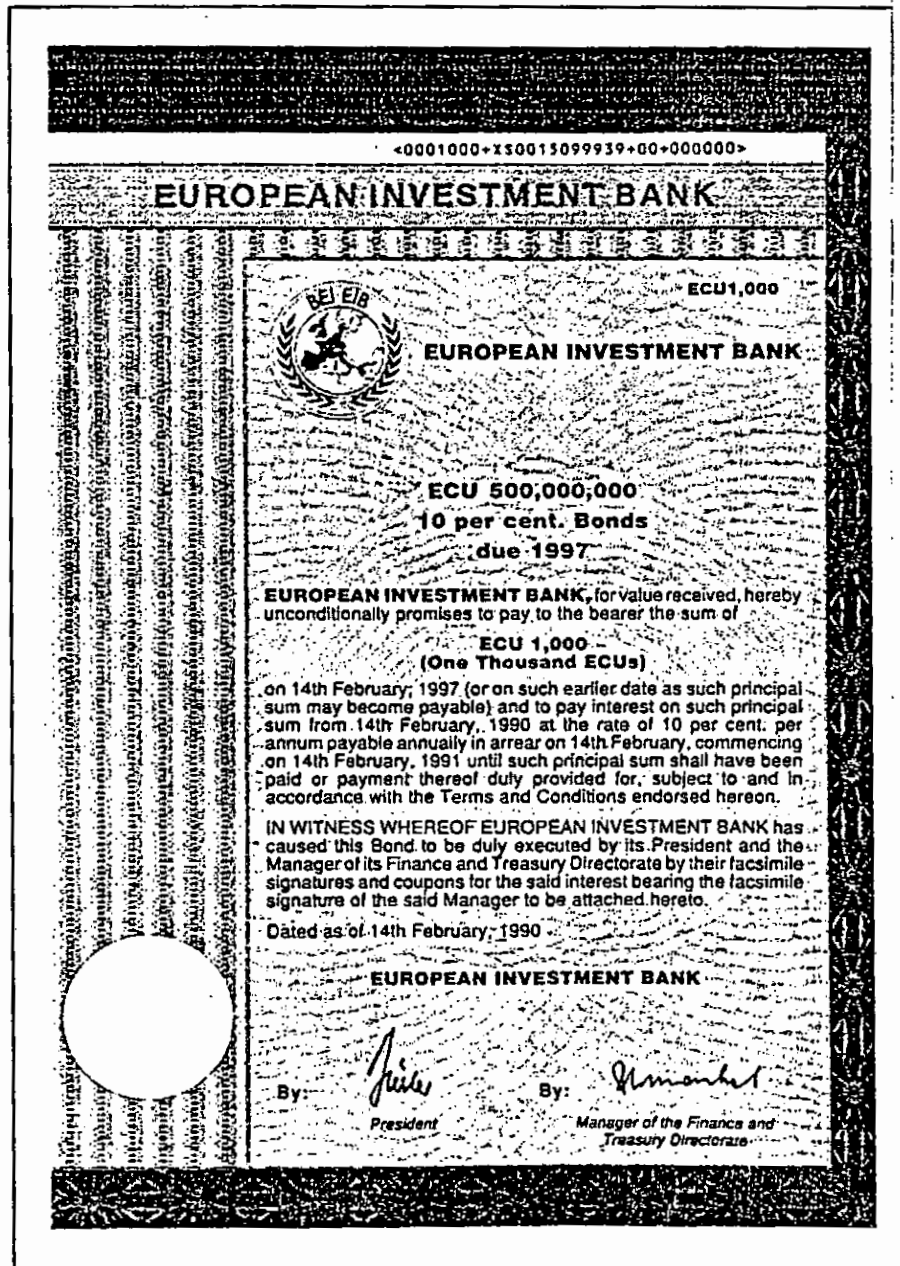 <0001000+XS0015099939+00+000000>
EUROPEAN INVESTMENT BANK
ECU1,000
BEI EIB
EUROPEAN INVESTMENT BANK
ECU 500,000,000
10 per cent. Bonds
due 1997
EUROPEAN INVESTMENT BANK, for value received, hereby
unconditionally promises to pay to the bearer the sum of
ECU 1,000
(One Thousand ECUs)
on 14th February, 1997 (or on such earlier date as such principal
sum may become payable) and to pay interest on such principal
sum from 14th February, 1990 at the rate of 10 per cent. per
annum payable annually in arrear on 14th February, commencing
on 14th February, 1991 until such principal sum shall have been
paid or payment thereof duly provided for, subject to and in
accordance with the Terms and Conditions endorsed hereon.
IN WITNESS WHEREOF EUROPEAN INVESTMENT BANK has
caused this Bond to be duly executed by its President and the
Manager of its Finance and Treasury Directorate by their facsimile
signatures and coupons for the said interest bearing the facsimile
signature of the said Manager to be attached hereto.
Dated as of 14th February, 1990
EUROPEAN INVESTMENT BANK
By: By:
President Manager of the Finance and
Treasury Directorate